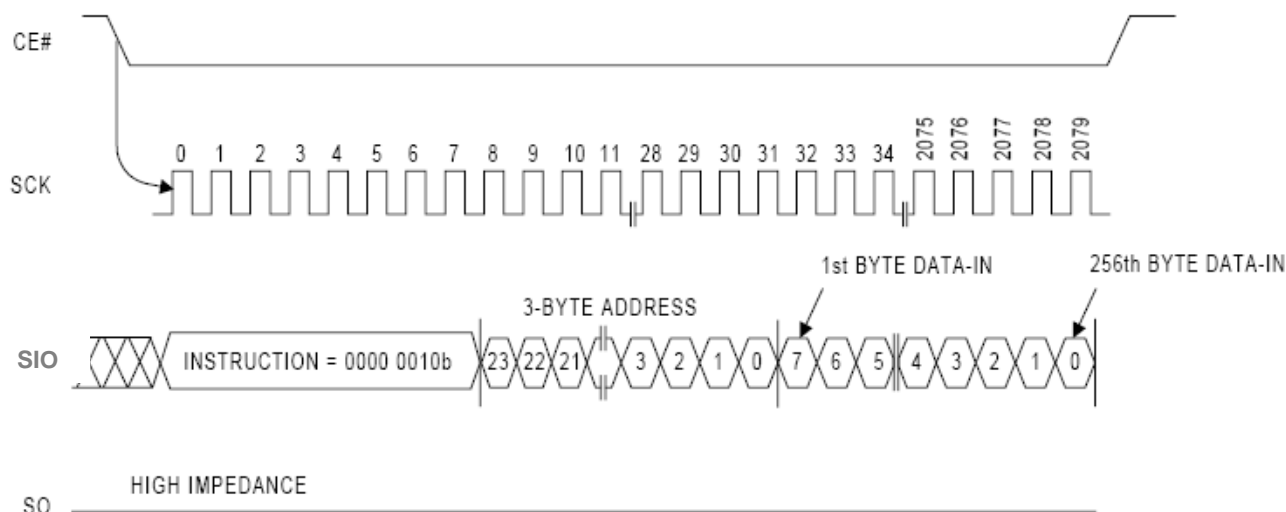 CE#
2075 2076 2077 2078 2079
0 1 2 3 4 5 6 7 8 9 10 11 28 29 30 31 32 33 34
SCK
1st BYTE DATA-IN 256th BYTE DATA-IN
3-BYTE ADDRESS
SIO INSTRUCTION = 0000 0010b 23 22 21 3 2 1 0 7 6 5 4 3 2 1 0
HIGH IMPEDANCE
SO